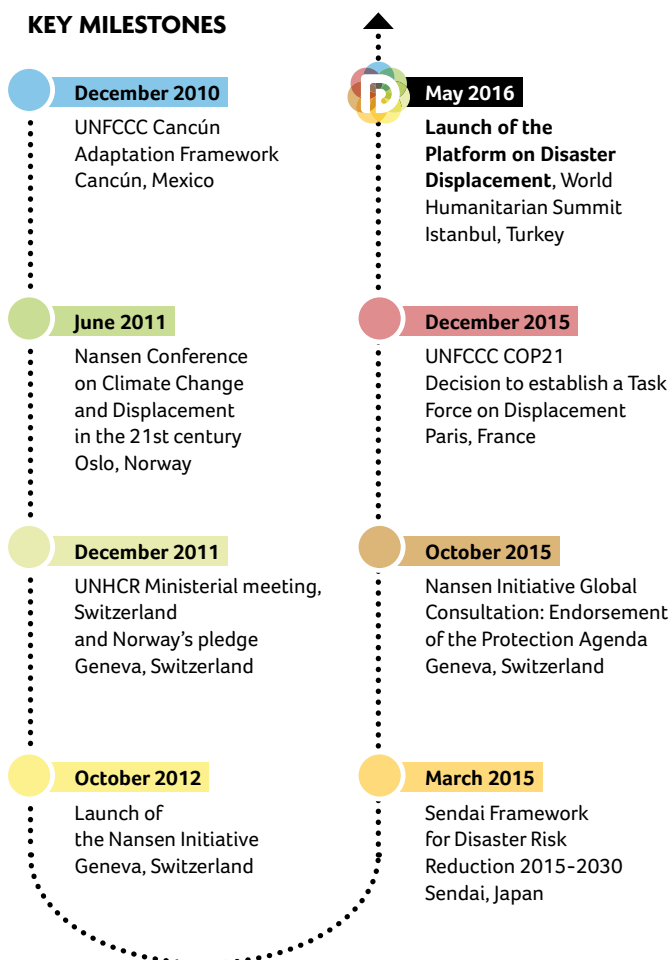 KEY MILESTONES
December 2010
UNFCCC Cancún
Adaptation Framework
Cancún, Mexico
June 2011
Nansen Conference
on Climate Change
and Displacement
in the 21st century
Oslo, Norway
December 2011
UNHCR Ministerial meeting,
Switzerland
and Norway’s pledge
Geneva, Switzerland
October 2012
Launch of
the Nansen Initiative
Geneva, Switzerland
March 2015
Sendai Framework
for Disaster Risk
Reduction 2015-2030
Sendai, Japan
October 2015
Nansen Initiative Global
Consultation: Endorsement
of the Protection Agenda
Geneva, Switzerland
December 2015
UNFCCC COP21
Decision to establish a Task
Force on Displacement
Paris, France
May 2016
Launch of the
Platform on Disaster
Displacement, World
Humanitarian Summit
Istanbul, Turkey